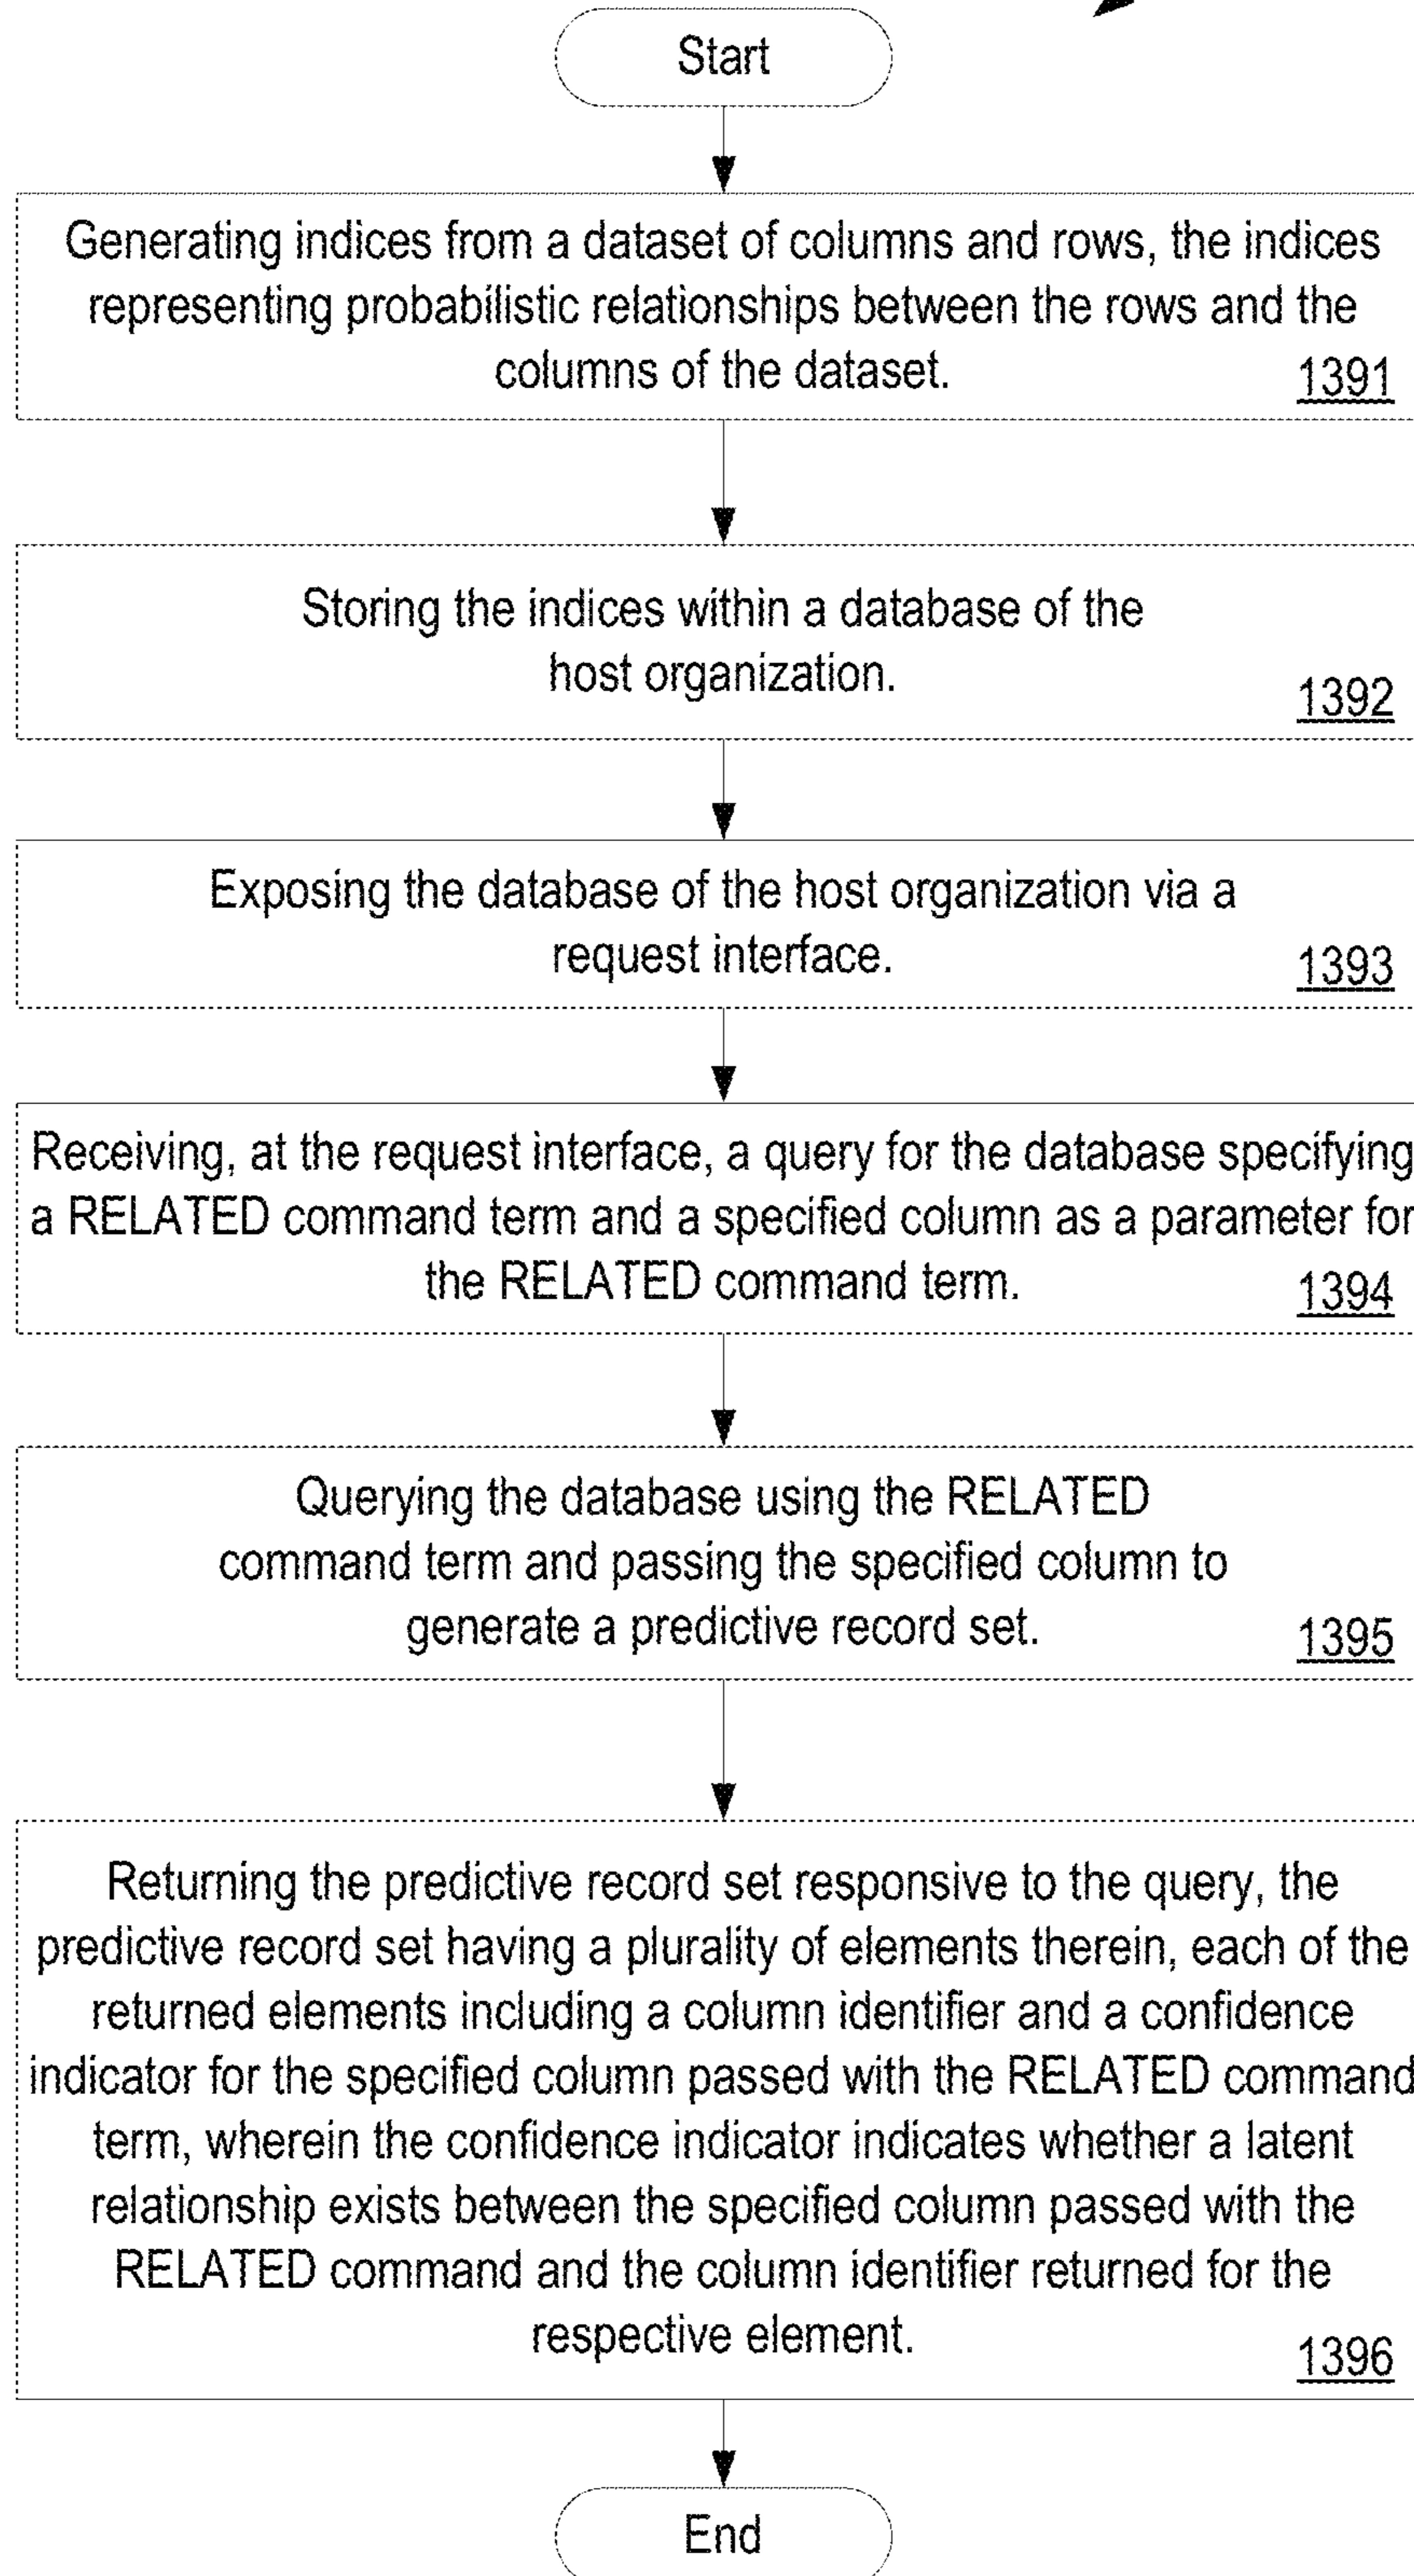 Start
Generating indices from a dataset of columns and rows, the indices
representing probabilistic relationships between the rows and the
columns of the dataset.
1391
Storing the indices within a database of the
host organization.
1392
Exposing the database of the host organization via a
request interface.
1393
Receiving, at the request interface, a query for the database specifying
a RELATED command term and a specified column as a parameter for
the RELATED command term.
1394
Querying the database using the RELATED
command term and passing the specified column to
generate a predictive record set.
1395
Returning the predictive record set responsive to the query, the
predictive record set having a plurality of elements therein, each of the
returned elements including a column identifier and a confidence
indicator for the specified column passed with the RELATED command
term, wherein the confidence indicator indicates whether a latent
relationship exists between the specified column passed with the
RELATED command and the column identifier returned for the
respective element.
1396
End